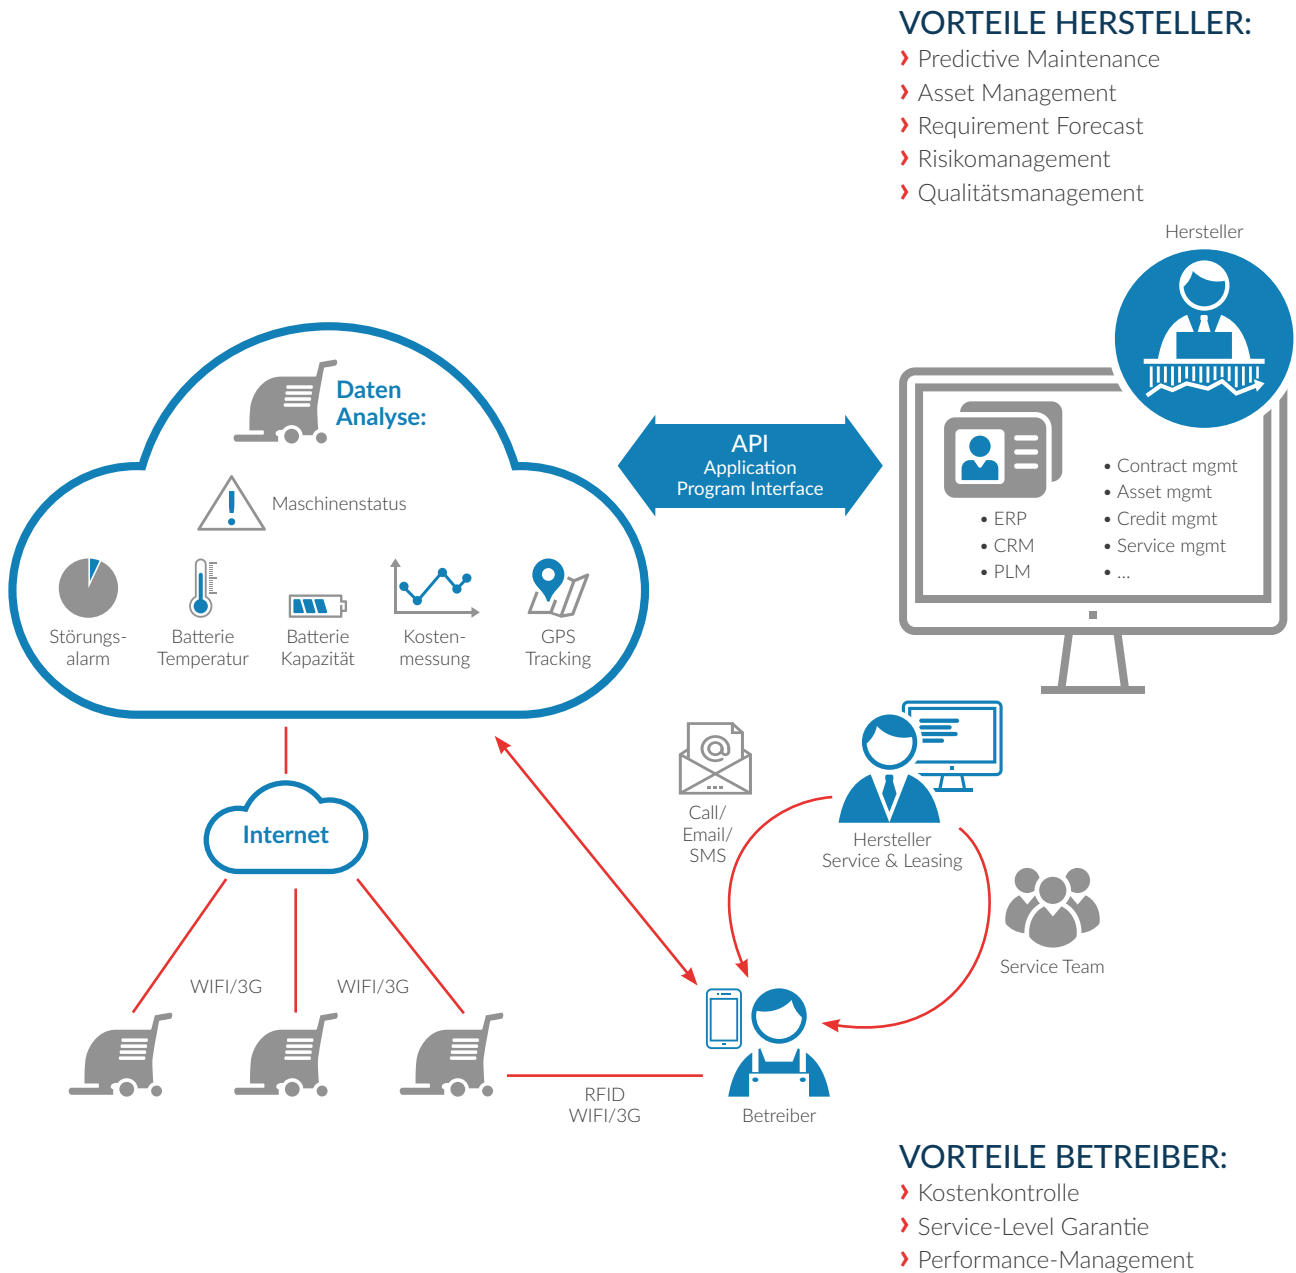 VORTEILE HERSTELLER:
Predictive Maintenance
Asset Management
Requirement Forecast
Risikomanagement
Qualitätsmanagement
Hersteller
Daten
Analyse:
Maschinenstatus
Störungs-
alarm
Batterie
Temperatur
Batterie
Kapazität
Kosten-
messung
GPS
Tracking
API
Application
Program Interface
• ERP
• CRM
• PLM
• Contract mgmt
• Asset mgmt
• Credit mgmt
• Service mgmt
• ...
Internet
Call/
Email/
SMS
Hersteller
Service & Leasing
Service Team
WIFI/3G
WIFI/3G
RFID
WIFI/3G
Betreiber
VORTEILE BETREIBER:
Kostenkontrolle
Service-Level Garantie
Performance-Management